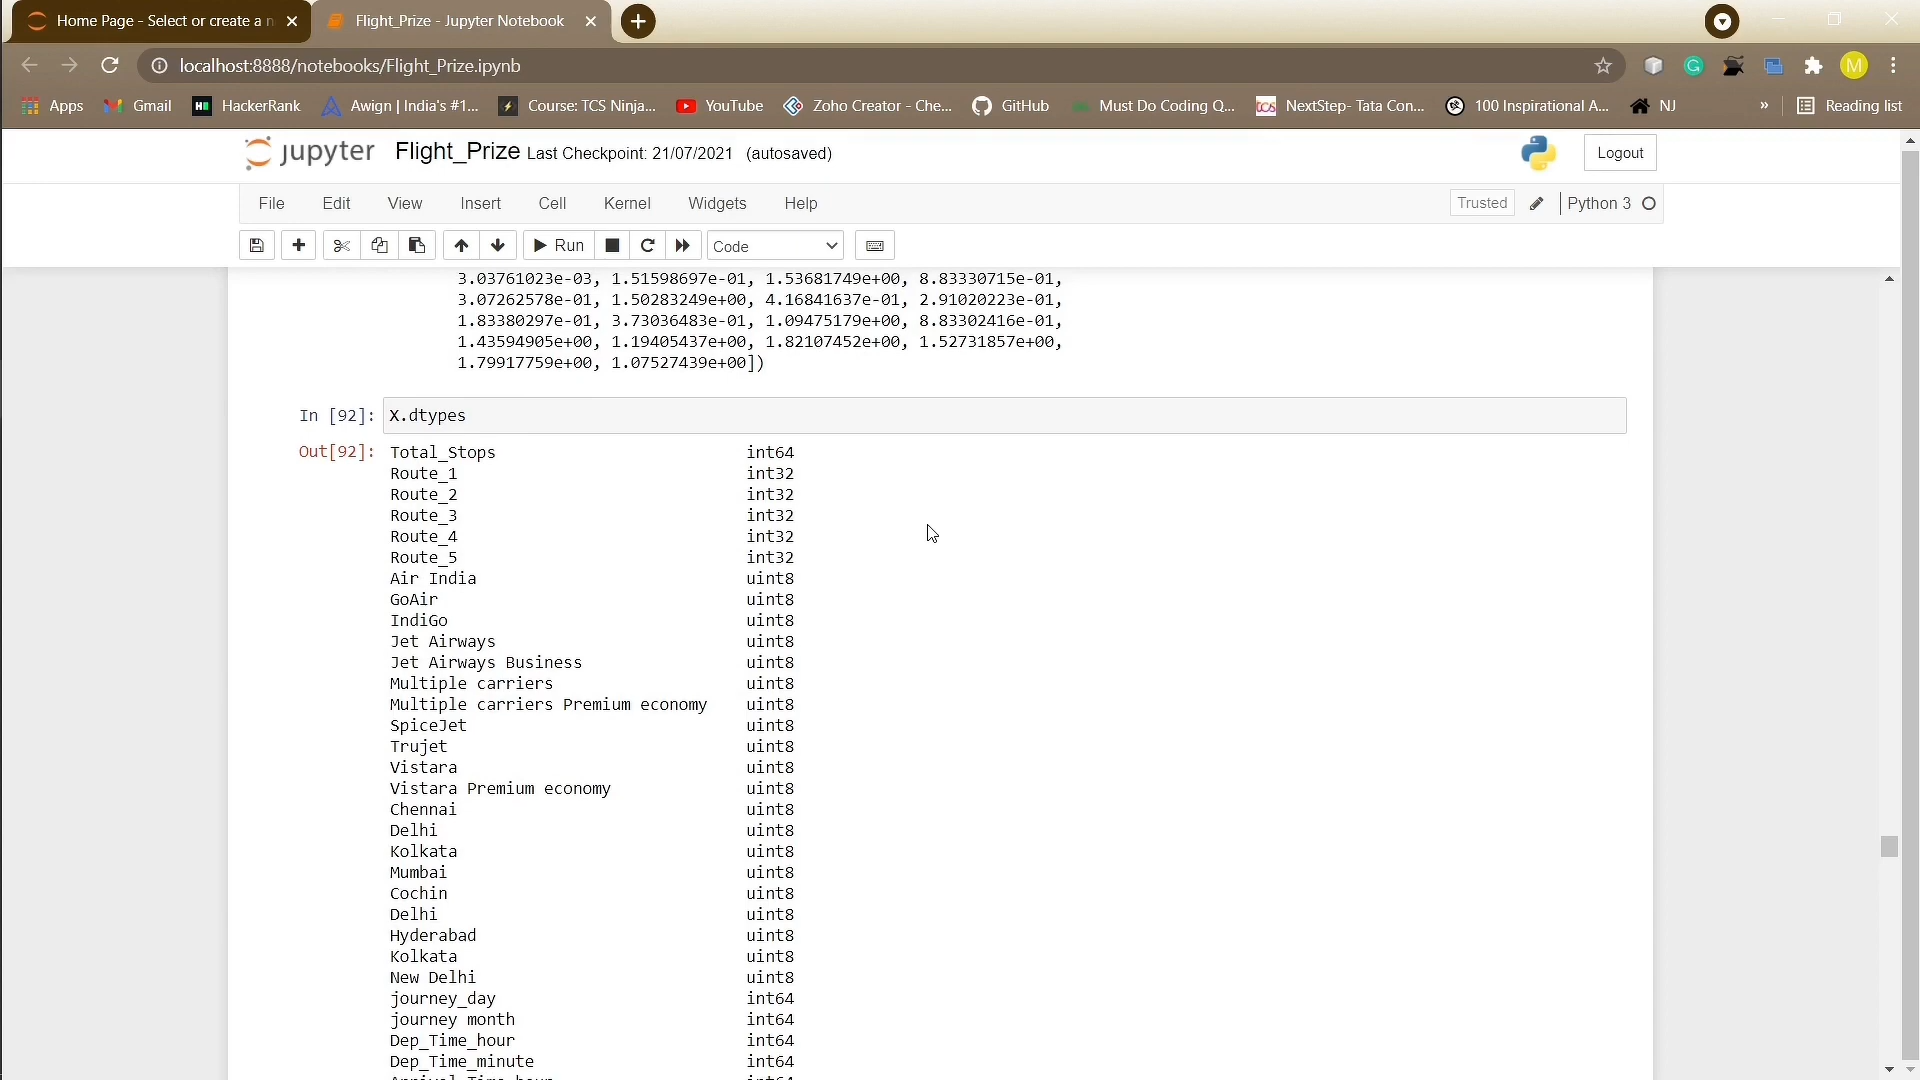 Home Page - Select or create a n
Flight_Prize - Jupyter Notebook
localhost:8888/notebooks/Flight_Prize.ipynb
M
Apps
Gmail
HackerRank
Awign | India's #1...
Course: TCS Ninja...
YouTube
Zoho Creator - Che...
GitHub
Must Do Coding Q...
NextStep- Tata Con...
100 Inspirational A...
NJ
»
Reading list
jupyter Flight_Prize Last Checkpoint: 21/07/2021 (autosaved)
Logout
File Edit View Insert Cell Kernel Widgets Help
Trusted
Python 3
Run
Code
3.03761023e-03, 1.51598697e-01, 1.53681749e+00, 8.83330715e-01,
3.07262578e-01, 1.50283249e+00, 4.16841637e-01, 2.91020223e-01,
1.83380297e-01, 3.73036483e-01, 1.09475179e+00, 8.83302416e-01,
1.43594905e+00, 1.19405437e+00, 1.82107452e+00, 1.52731857e+00,
1.79917759e+00, 1.07527439e+00])
In [92]: X.dtypes
Out[92]: Total_Stops int64
Route_1 int32
Route_2 int32
Route_3 int32
Route_4 int32
Route_5 int32
Air India uint8
GoAir uint8
IndiGo uint8
Jet Airways uint8
Jet Airways Business uint8
Multiple carriers uint8
Multiple carriers Premium economy uint8
SpiceJet uint8
Trujet uint8
Vistara uint8
Vistara Premium economy uint8
Chennai uint8
Delhi uint8
Kolkata uint8
Mumbai uint8
Cochin uint8
Delhi uint8
Hyderabad uint8
Kolkata uint8
New Delhi uint8
journey_day int64
journey month int64
Dep_Time_hour int64
Dep_Time_minute int64